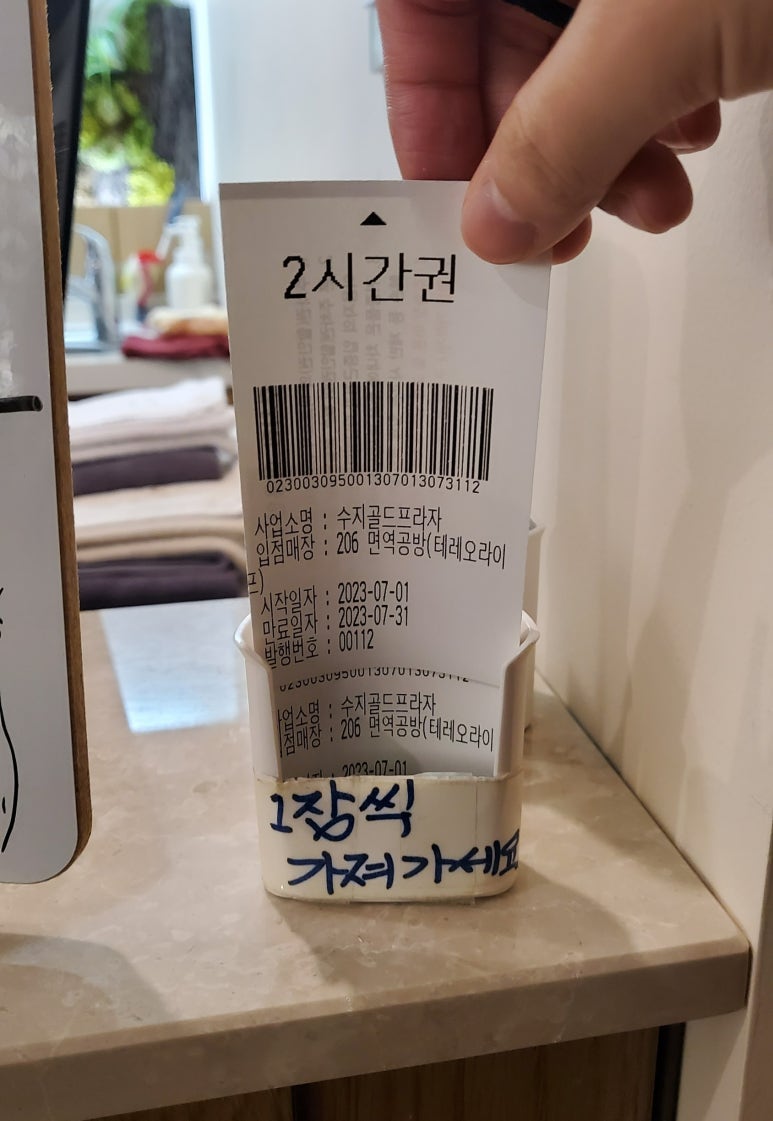 ▲
2시간권
023003095001307013073112
사업소명 : 수지골드프라자
입점매장 : 206 면역공방(테레오라이
프)
시작일자 : 2023-07-01
만료일자 : 2023-07-31
발행번호 : 00112
023003095001307013073112
업소명 : 수지골드프라자
점매장 : 206 면역공방(테레오라이
2023-07-01
1장씩
가져가세요